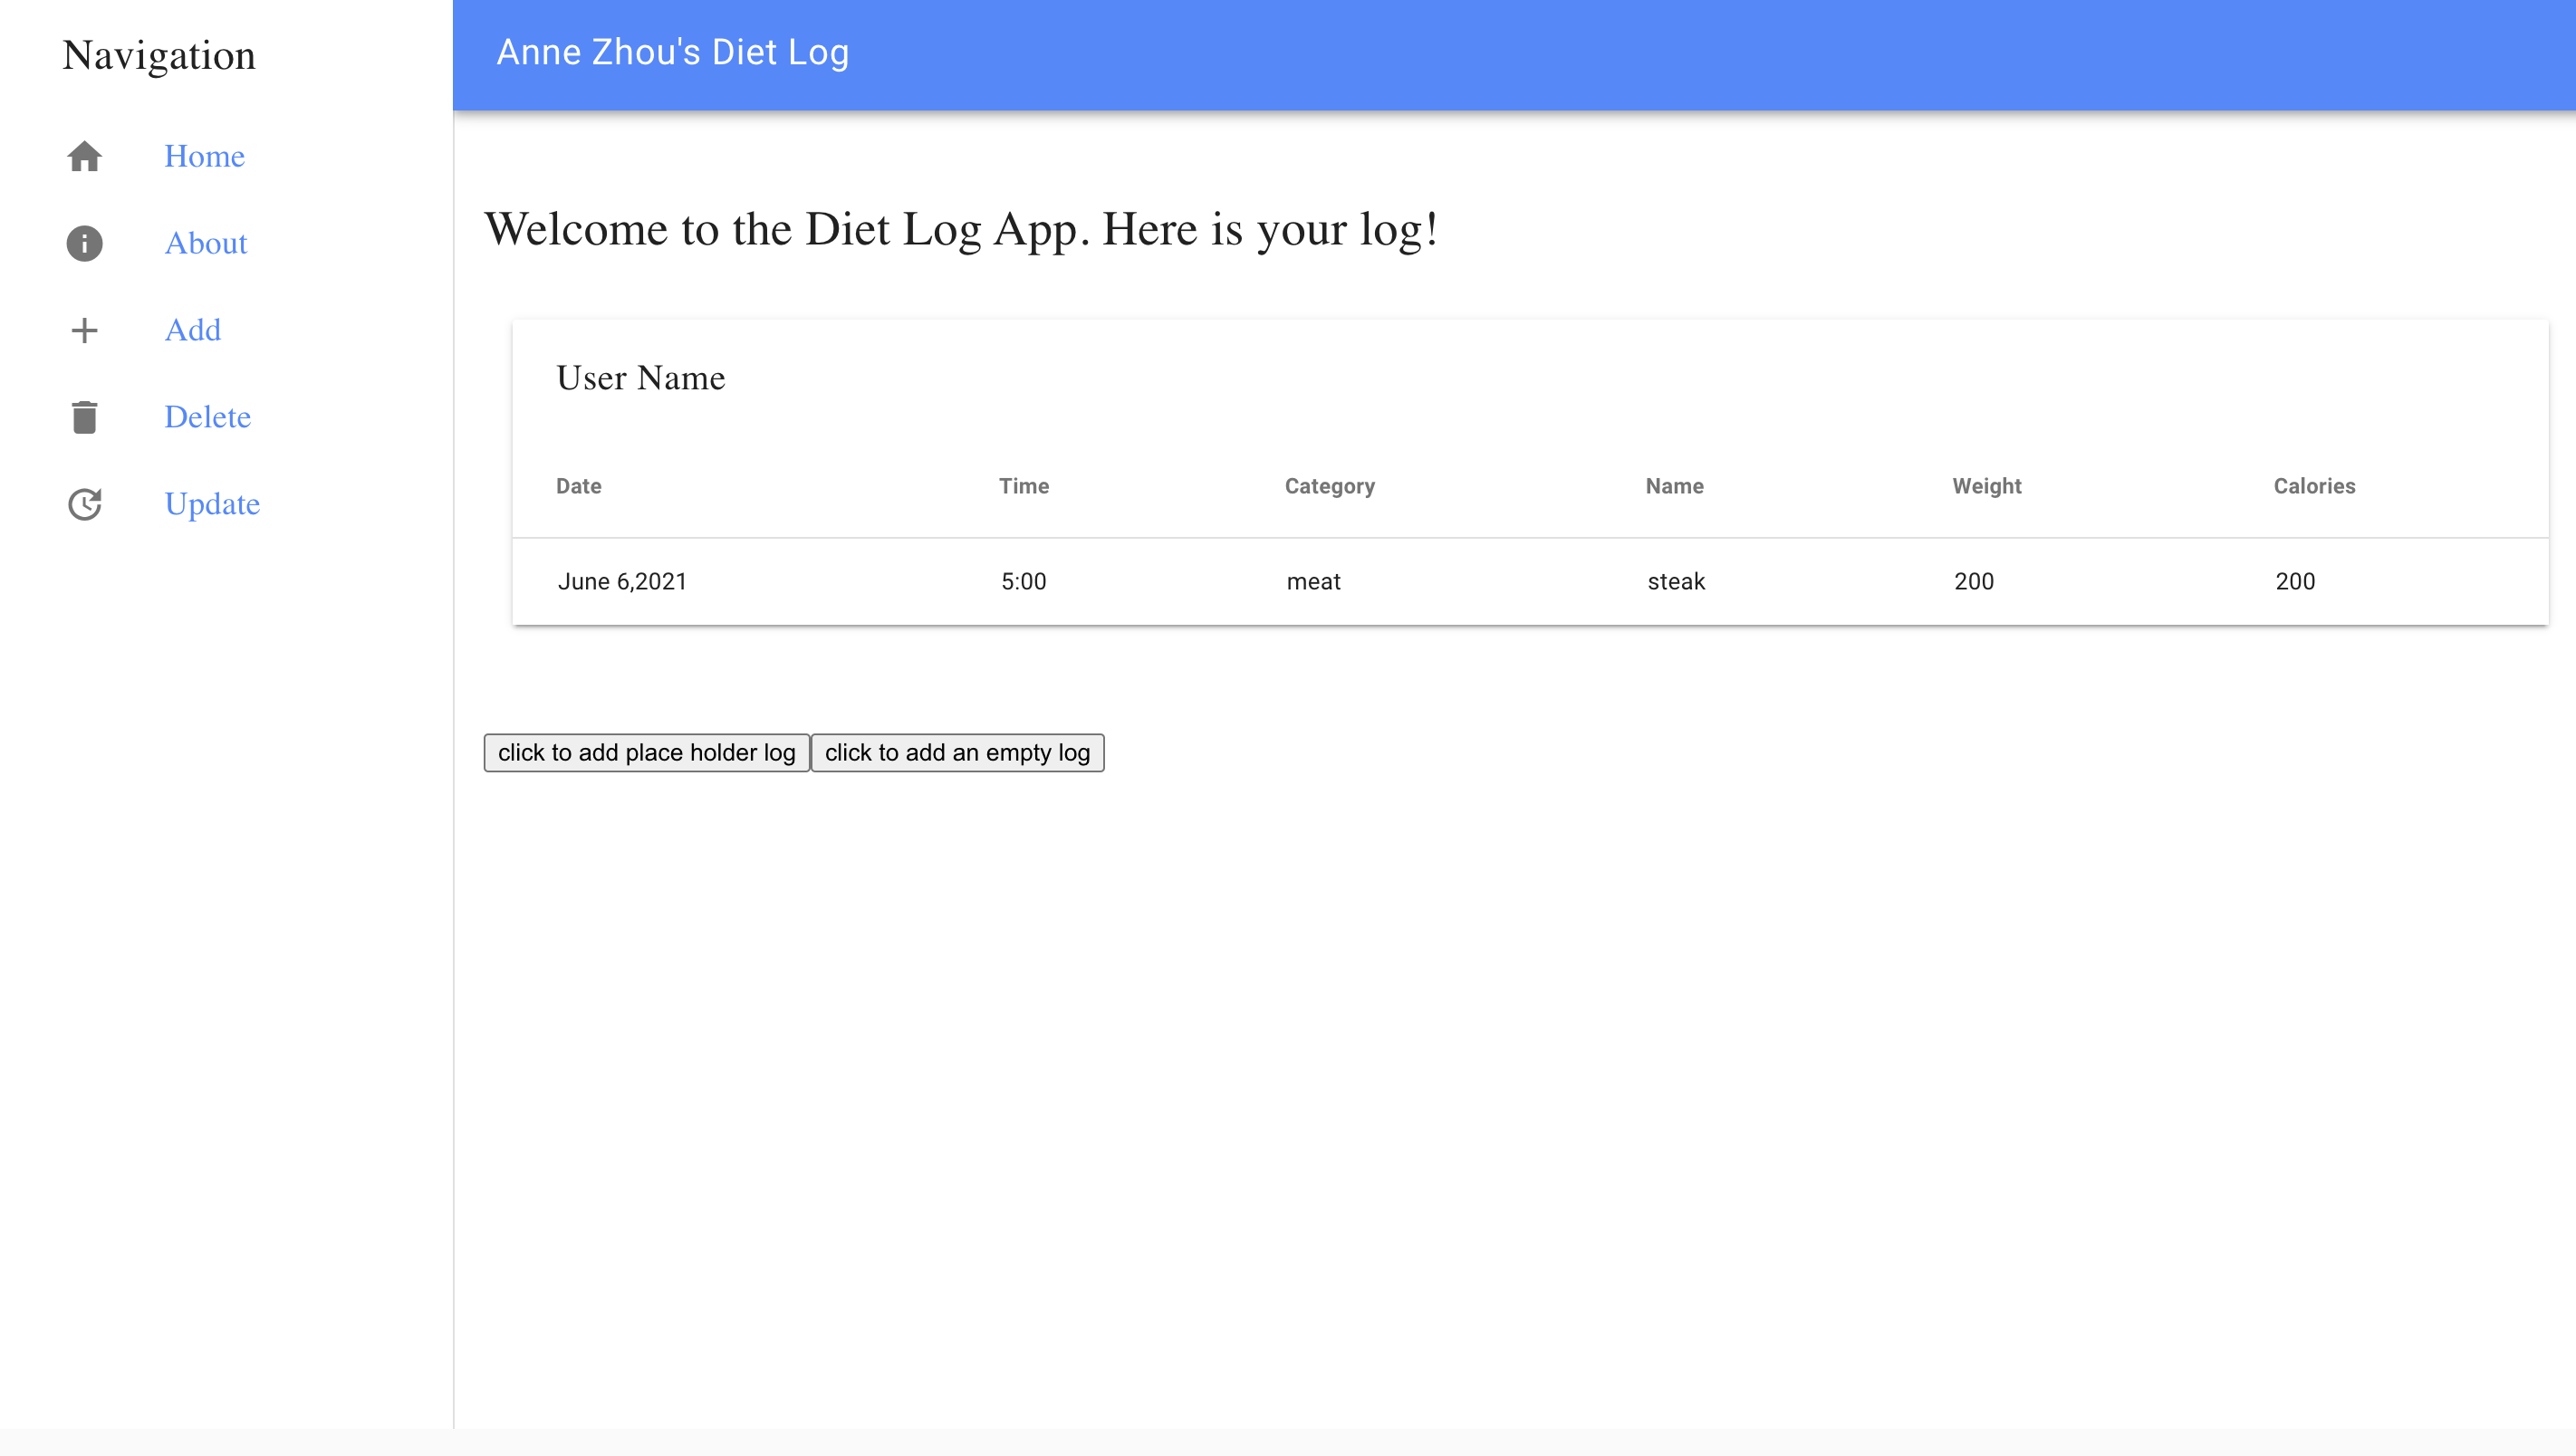 Navigation
Home
About
Add
Delete
Update
Anne Zhou's Diet Log
Welcome to the Diet Log App. Here is your log!
User Name
Date Time Category Name Weight Calories
June 6,2021 5:00 meat steak 200 200
click to add place holder log click to add an empty log